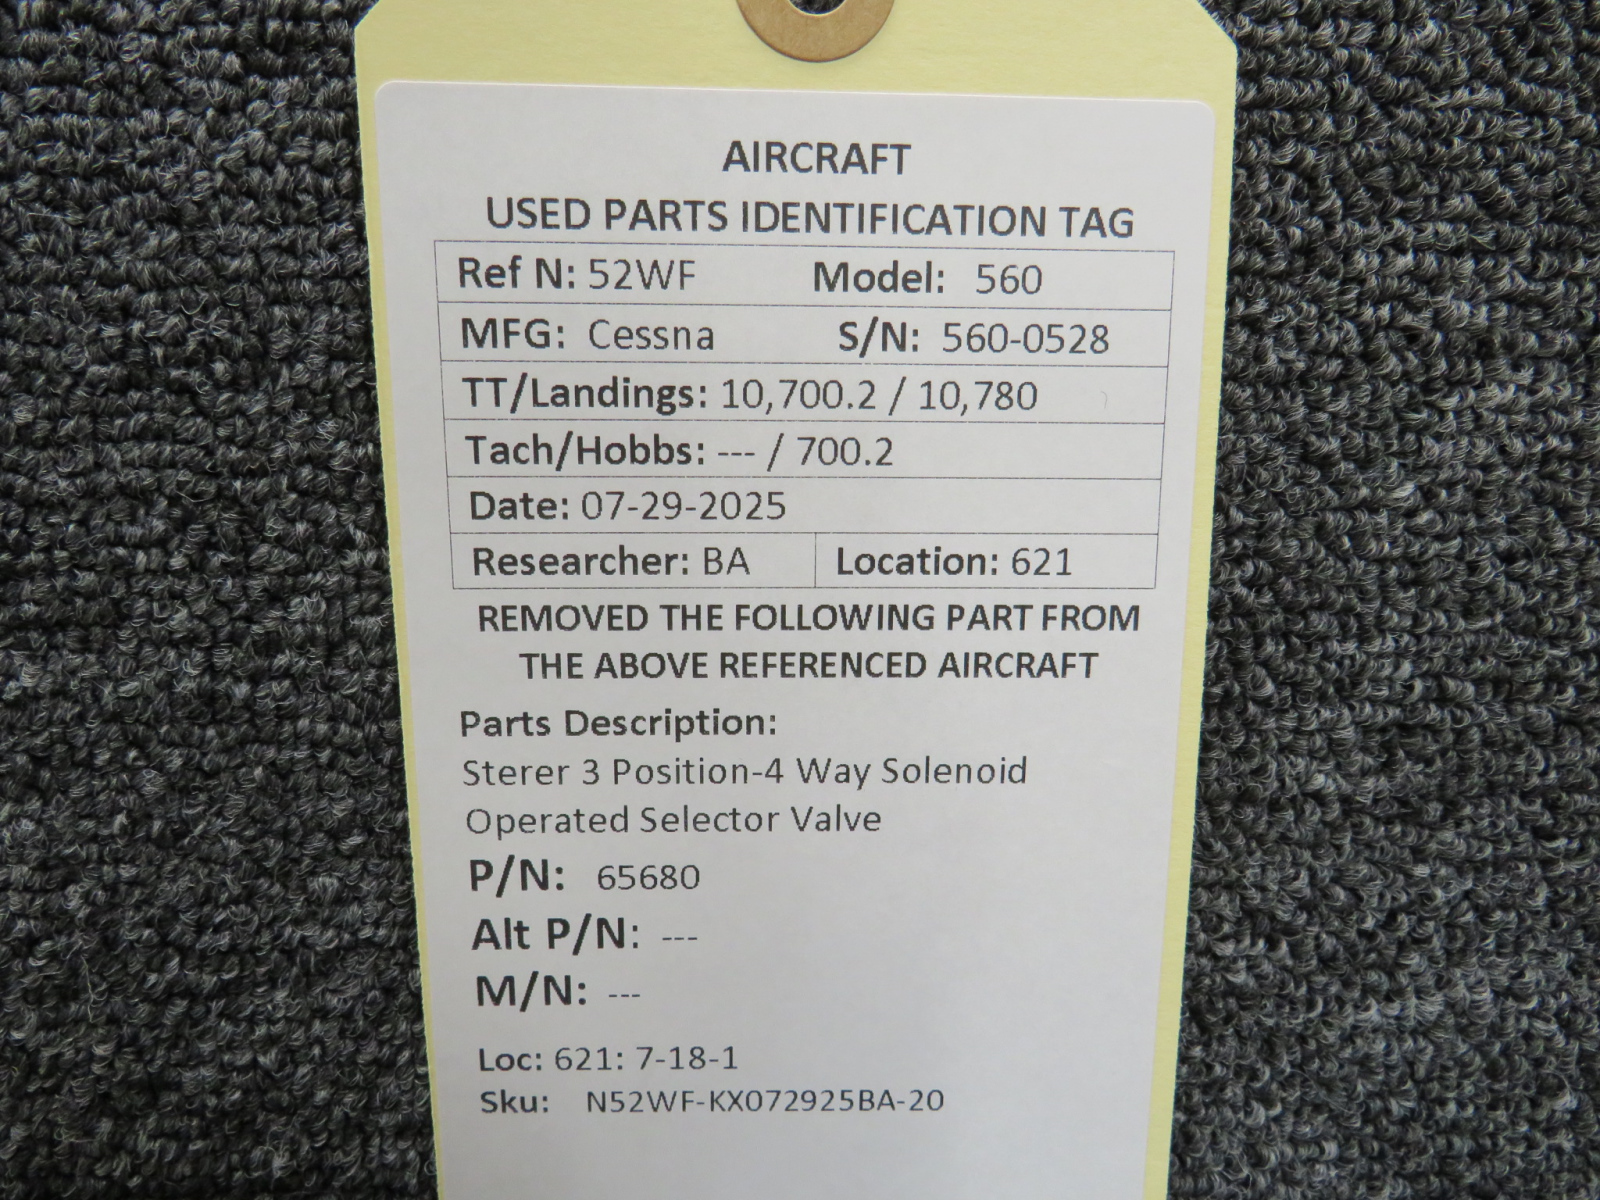 AIRCRAFT
USED PARTS IDENTIFICATION TAG
Ref N: 52WF Model: 560
MFG: Cessna S/N: 560-0528
TT/Landings: 10,700.2 / 10,780
Tach/Hobbs: --- / 700.2
Date: 07-29-2025
Researcher: BA Location: 621
REMOVED THE FOLLOWING PART FROM
THE ABOVE REFERENCED AIRCRAFT
Parts Description:
Sterer 3 Position-4 Way Solenoid
Operated Selector Valve
P/N: 65680
Alt P/N: ---
M/N: ---
Loc: 621: 7-18-1
Sku: N52WF-KX072925BA-20